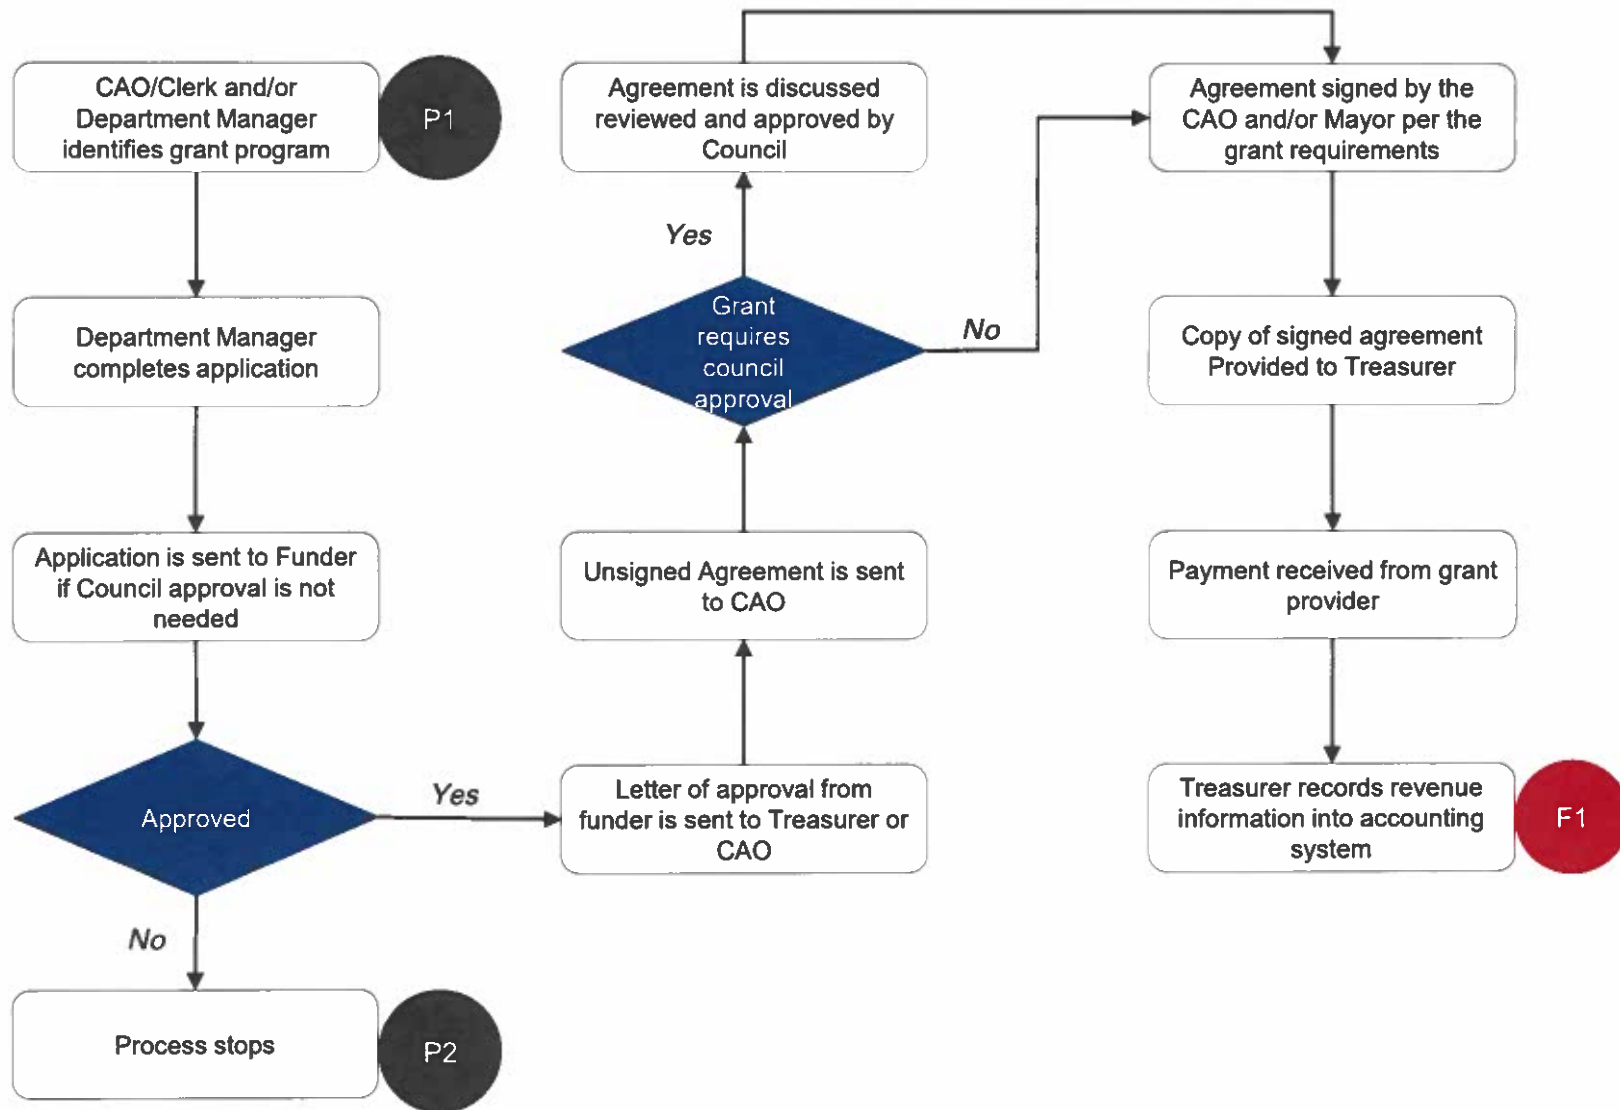 CAO/Clerk and/or
Department Manager
identifies grant program
P1
Department Manager
completes application
Application is sent to Funder
if Council approval is not
needed
Approved
Yes
No
Process stops
P2
Letter of approval from
funder is sent to Treasurer or
CAO
Unsigned Agreement is sent
to CAO
Grant
requires
council
approval
Yes
No
Agreement is discussed
reviewed and approved by
Council
Agreement signed by the
CAO and/or Mayor per the
grant requirements
Copy of signed agreement
Provided to Treasurer
Payment received from grant
provider
Treasurer records revenue
information into accounting
system
F1